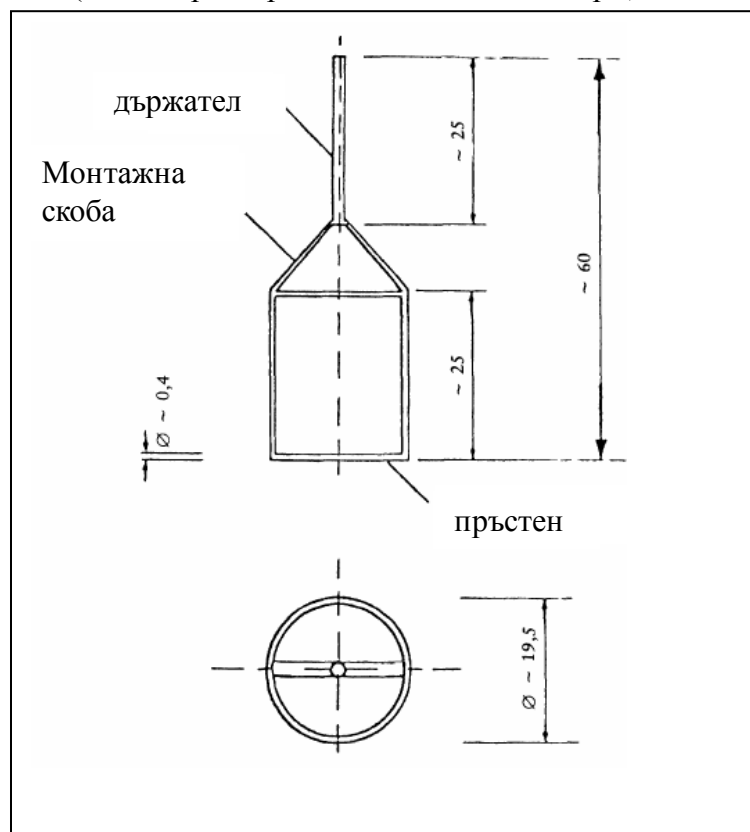 държател
Монтажна
скоба
~ 25
~ 60
~ 25
Ø ~ 0,4
пръстен
Ø ~ 19,5